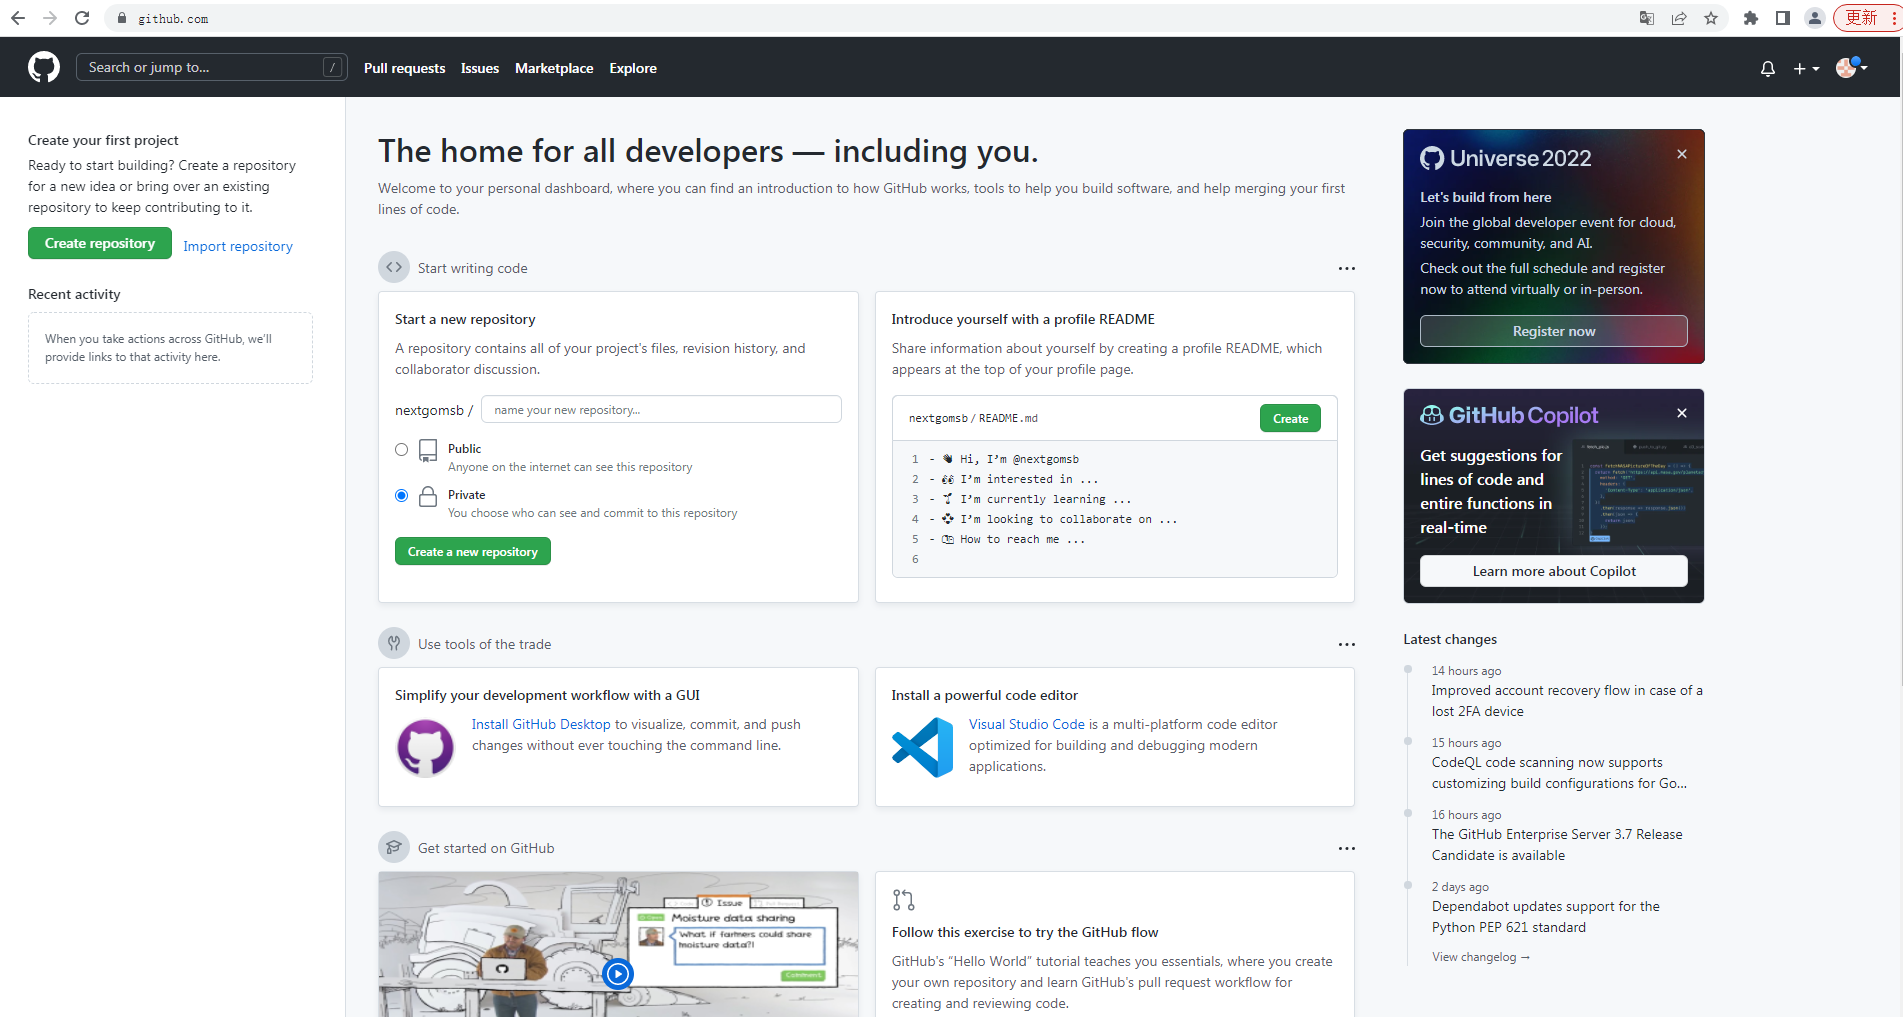 github.com
更新
Search or jump to...
/
Pull requests
Issues
Marketplace
Explore
Create your first project
Ready to start building? Create a repository
for a new idea or bring over an existing
repository to keep contributing to it.
Create repository
Import repository
Recent activity
When you take actions across GitHub, we'll
provide links to that activity here.
The home for all developers — including you.
Welcome to your personal dashboard, where you can find an introduction to how GitHub works, tools to help you build software, and help merging your first
lines of code.
Start writing code
Start a new repository
A repository contains all of your project's files, revision history, and
collaborator discussion.
nextgomsb /
name your new repository...
Public
Anyone on the internet can see this repository
Private
You choose who can see and commit to this repository
Create a new repository
Introduce yourself with a profile README
Share information about yourself by creating a profile README, which
appears at the top of your profile page.
nextgomsb / README.md
Create
1 - 👋 Hi, I'm @nextgomsb
2 - 👀 I'm interested in ...
3 - 🌱 I'm currently learning ...
4 - 💞️ I'm looking to collaborate on ...
5 - 📫 How to reach me ...
6
Use tools of the trade
Simplify your development workflow with a GUI
Install GitHub Desktop to visualize, commit, and push
changes without ever touching the command line.
Install a powerful code editor
Visual Studio Code is a multi-platform code editor
optimized for building and debugging modern
applications.
Get started on GitHub
Issue
Moisture data sharing
What if farmers could share
moisture data?!
Comment
Follow this exercise to try the GitHub flow
GitHub's “Hello World” tutorial teaches you essentials, where you create
your own repository and learn GitHub's pull request workflow for
creating and reviewing code.
Universe 2022
Let's build from here
Join the global developer event for cloud,
security, community, and AI.
Check out the full schedule and register
now to attend virtually or in-person.
Register now
GitHub Copilot
Get suggestions for
lines of code and
entire functions in
real-time
Learn more about Copilot
Latest changes
14 hours ago
Improved account recovery flow in case of a
lost 2FA device
15 hours ago
CodeQL code scanning now supports
customizing build configurations for Go...
16 hours ago
The GitHub Enterprise Server 3.7 Release
Candidate is available
2 days ago
Dependabot updates support for the
Python PEP 621 standard
View changelog →